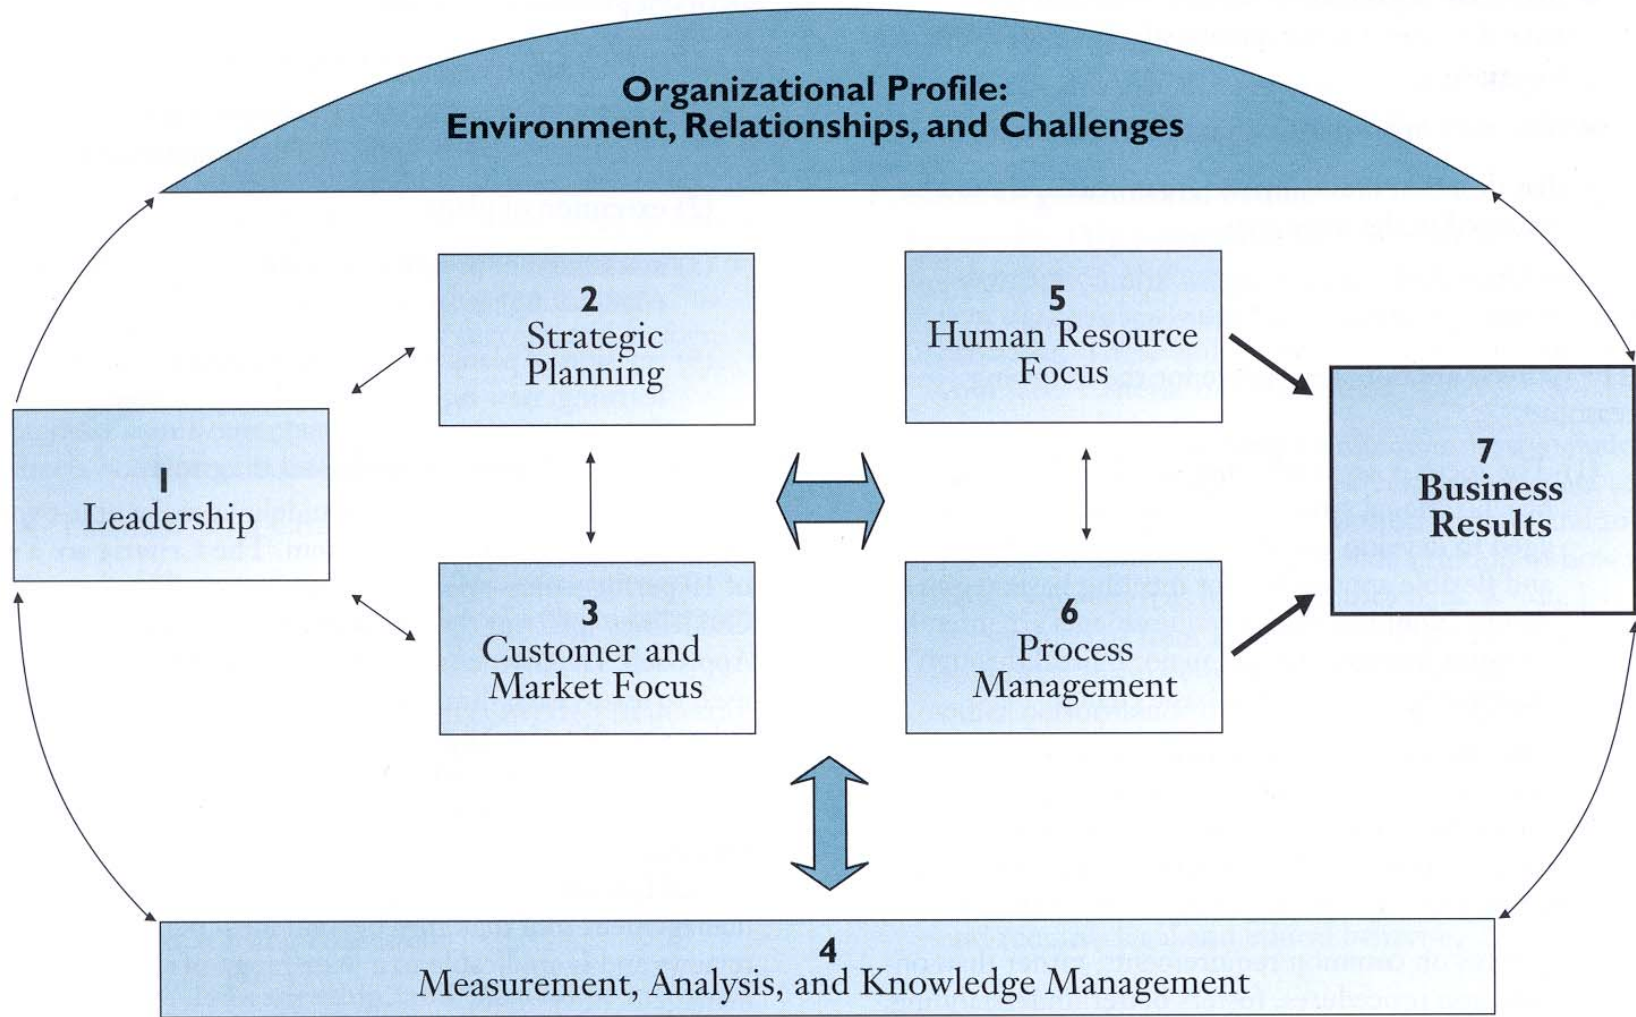 Organizational Profile:
Environment, Relationships, and Challenges
2
Strategic
Planning
5
Human Resource
Focus
1
Leadership
7
Business
Results
3
Customer and
Market Focus
6
Process
Management
4
Measurement, Analysis, and Knowledge Management